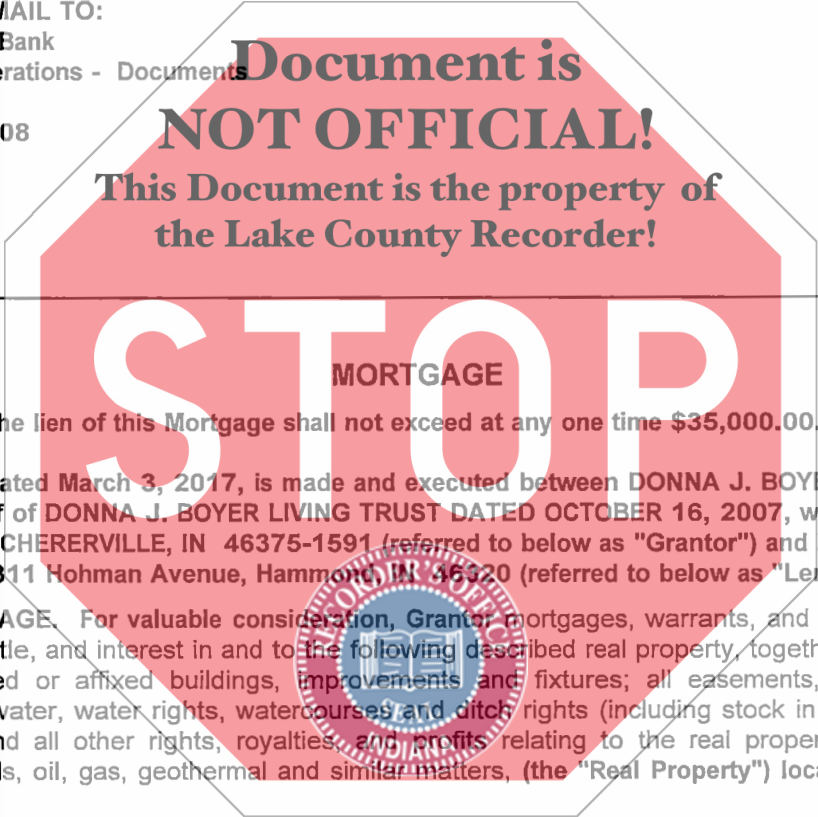 MAIL TO:
Bank
erations - Documents
08
Document is
NOT OFFICIAL!
This Document is the property of
the Lake County Recorder!
STOP
MORTGAGE
he lien of this Mortgage shall not exceed at any one time $35,000.00.
ated March 3, 2017, is made and executed between DONNA J. BOYE
f of DONNA J. BOYER LIVING TRUST DATED OCTOBER 16, 2007, w
CHERERVILLE, IN 46375-1591 (referred to below as "Grantor") and
311 Hohman Avenue, Hammond, IN 46320 (referred to below as "Len
AGE. For valuable consideration, Grantor mortgages, warrants, and
tle, and interest in and to the following described real property, togeth
ed or affixed buildings, improvements and fixtures; all easements,
vater, water rights, watercourses and ditch rights (including stock in
nd all other rights, royalties, and profits relating to the real proper
ls, oil, gas, geothermal and similar matters, (the "Real Property") loca
RECORDER'S OFFICE
SEAL
INDIANA